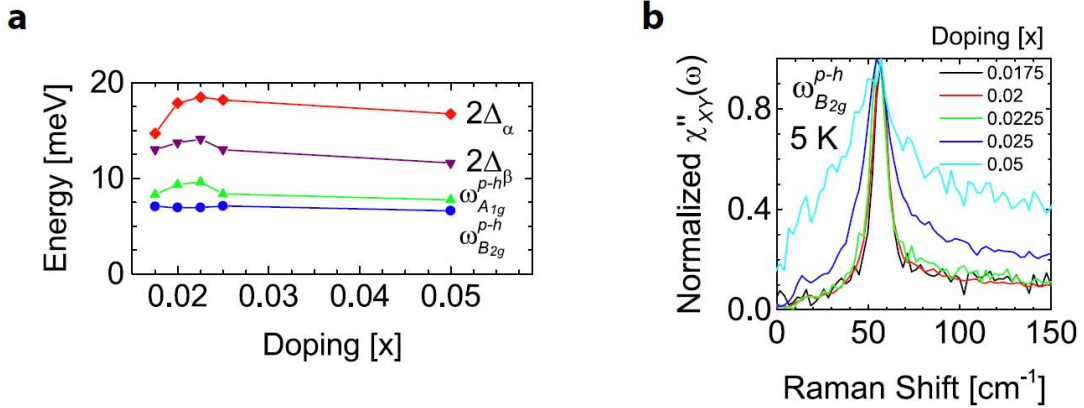 a
Energy [meV]
20
15
10
5
0
2Δ_α
2Δ_β
ω^{p-h}_{A1g}
ω^{p-h}_{B2g}
0.02 0.03 0.04 0.05
Doping [x]
b
Doping [x]
Normalized χ''_{XY}(ω)
0.8
0.4
0.0
ω^{p-h}_{B2g}
5 K
0.0175
0.02
0.0225
0.025
0.05
0 50 100 150
Raman Shift [cm⁻¹]